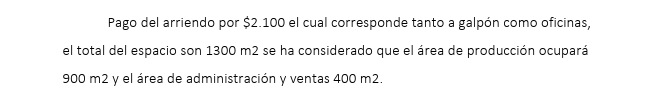 Pago del arriendo por $2.100 el cual corresponde tanto a galpón como oficinas,
el total del espacio son 1300 m2 se ha considerado que el área de producción ocupará
900 m2 y el área de administración y ventas 400 m2.